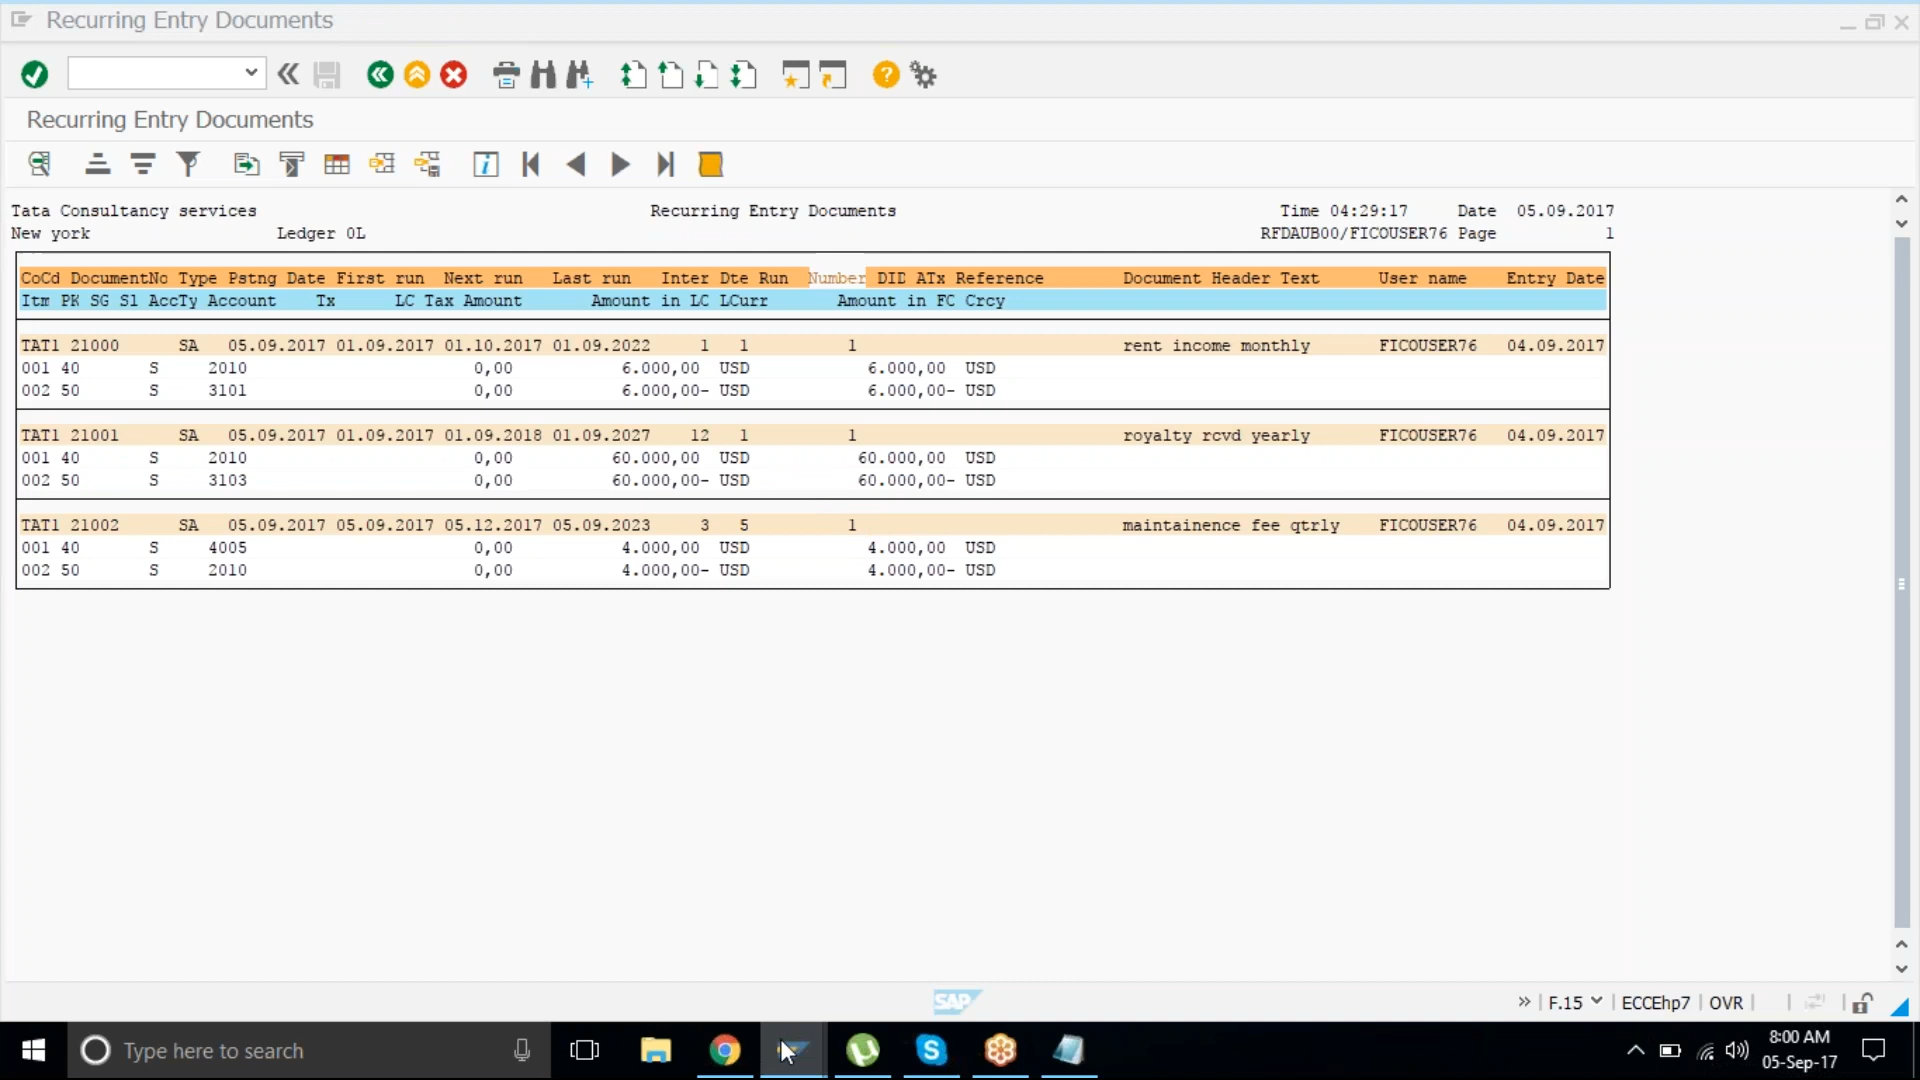 Recurring Entry Documents
Recurring Entry Documents
Tata Consultancy services Recurring Entry Documents Time 04:29:17 Date 05.09.2017
New york Ledger 0L RFDAUB00/FICOUSER76 Page 1
CoCd DocumentNo Type Pstng Date First run Next run Last run Inter Dte Run Number DID ATx Reference Document Header Text User name Entry Date
Itm PK SG Sl AccTy Account Tx LC Tax Amount Amount in LC LCurr Amount in FC Crcy
TAT1 21000 SA 05.09.2017 01.09.2017 01.10.2017 01.09.2022 1 1 1 rent income monthly FICOUSER76 04.09.2017
001 40 S 2010 0,00 6.000,00 USD 6.000,00 USD
002 50 S 3101 0,00 6.000,00- USD 6.000,00- USD
TAT1 21001 SA 05.09.2017 01.09.2017 01.09.2018 01.09.2027 12 1 1 royalty rcvd yearly FICOUSER76 04.09.2017
001 40 S 2010 0,00 60.000,00 USD 60.000,00 USD
002 50 S 3103 0,00 60.000,00- USD 60.000,00- USD
TAT1 21002 SA 05.09.2017 05.09.2017 05.12.2017 05.09.2023 3 5 1 maintainence fee qtrly FICOUSER76 04.09.2017
001 40 S 4005 0,00 4.000,00 USD 4.000,00 USD
002 50 S 2010 0,00 4.000,00- USD 4.000,00- USD
SAP
F.15 ECCEhp7 OVR
Type here to search
8:00 AM
05-Sep-17